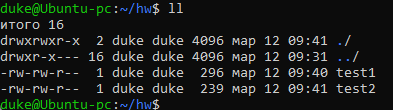 duke@Ubuntu-pc:~/hw$ ll
итого 16
drwxrwxr-x  2 duke duke 4096 мар 12 09:41 ./
drwxr-x--- 16 duke duke 4096 мар 12 09:31 ../
-rw-rw-r--  1 duke duke  296 мар 12 09:40 test1
-rw-rw-r--  1 duke duke  239 мар 12 09:41 test2
duke@Ubuntu-pc:~/hw$